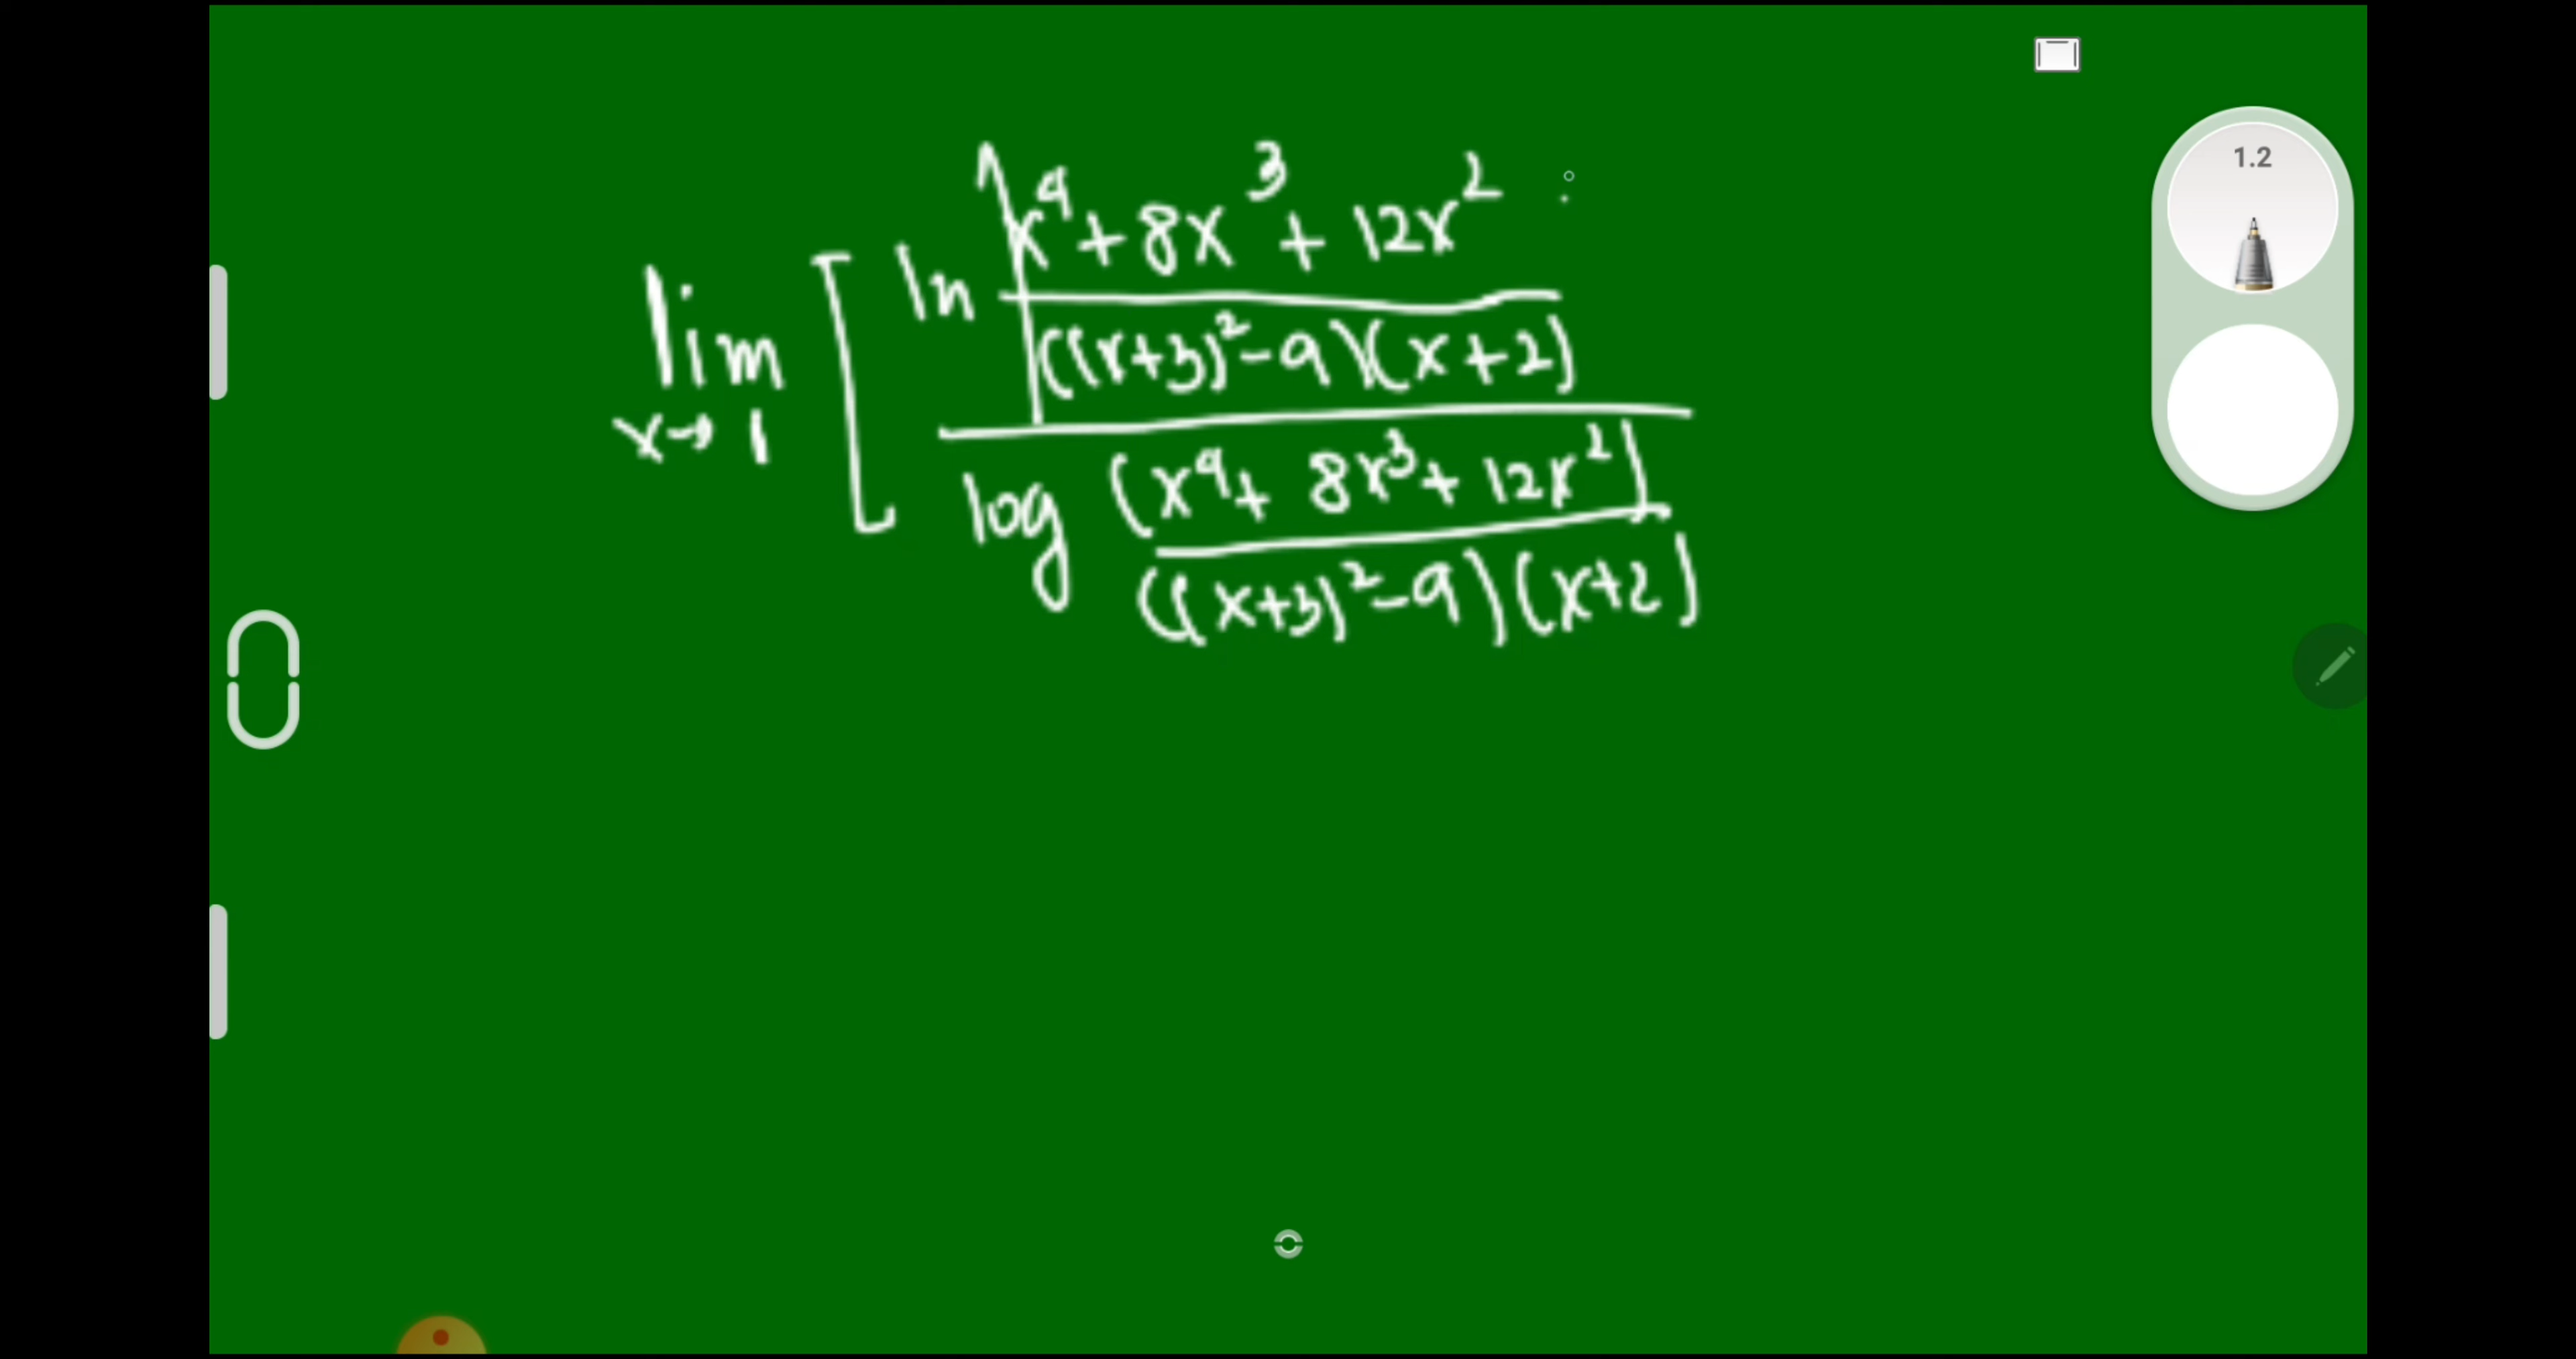 1.2
lim x→1 [ ln (x⁴ + 8x³ + 12x²
((x+3)²-9)(x+2)
log (x⁴ + 8x³ + 12x²)
((x+3)²-9)(x+2)